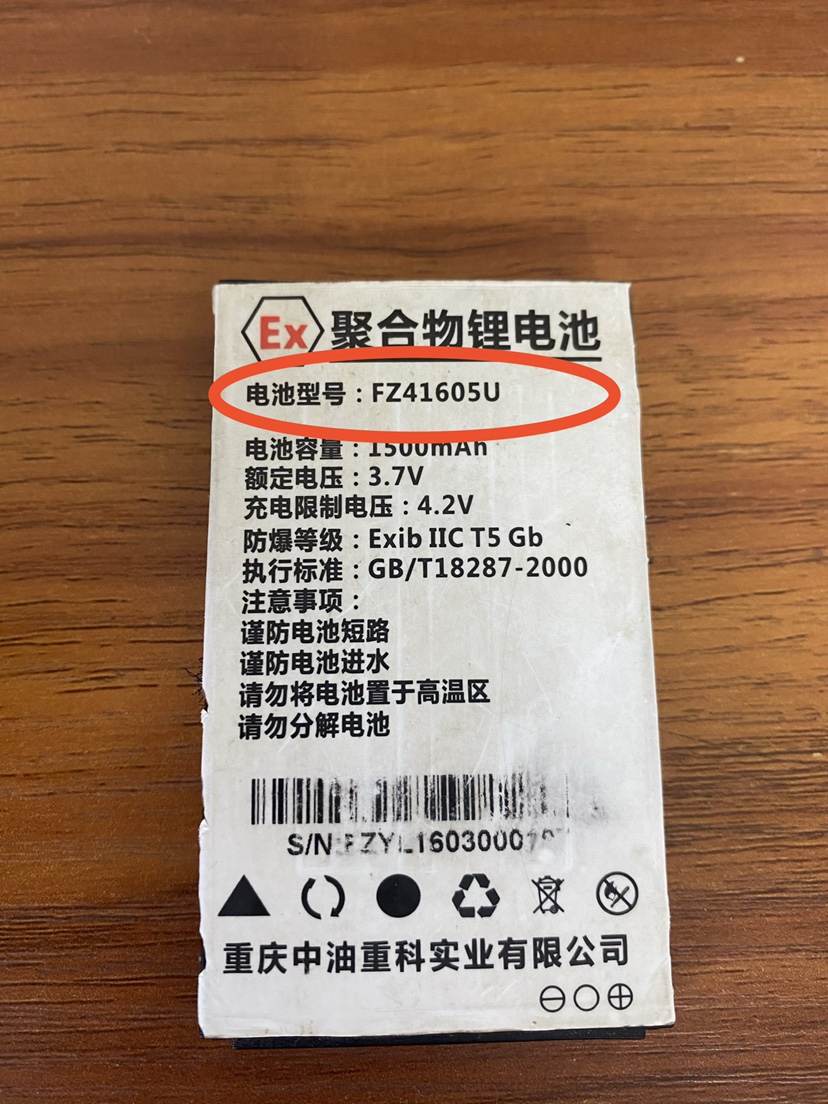 Ex 聚合物锂电池
电池型号：FZ41605U
电池容量：1500mAh
额定电压：3.7V
充电限制电压：4.2V
防爆等级：Exib IIC T5 Gb
执行标准：GB/T18287-2000
注意事项：
谨防电池短路
谨防电池进水
请勿将电池置于高温区
请勿分解电池
重庆中油重科实业有限公司